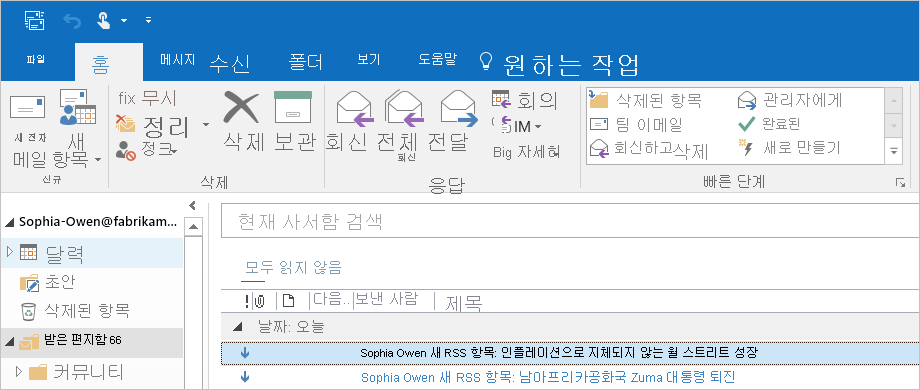 파일 홈 메시지 수신 폴더 보기 도움말 원하는 작업
fix 무시
정리
정크
새 전자 메일
새 항목
신규
삭제 보관
삭제
회신 전체 회신 전달
회의
IM
Big 자세히
응답
삭제된 항목 관리자에게
팀 이메일 완료된
회신하고삭제 새로 만들기
빠른 단계
Sophia-Owen@fabrikam...
달력
초안
삭제된 항목
받은 편지함 66
커뮤니티
현재 사서함 검색
모두 읽지 않음
다음.. 보낸 사람 제목
날짜: 오늘
Sophia Owen 새 RSS 항목: 인플레이션으로 지체되지 않는 월 스트리트 성장
Sophia Owen 새 RSS 항목: 남아프리카공화국 Zuma 대통령 퇴진